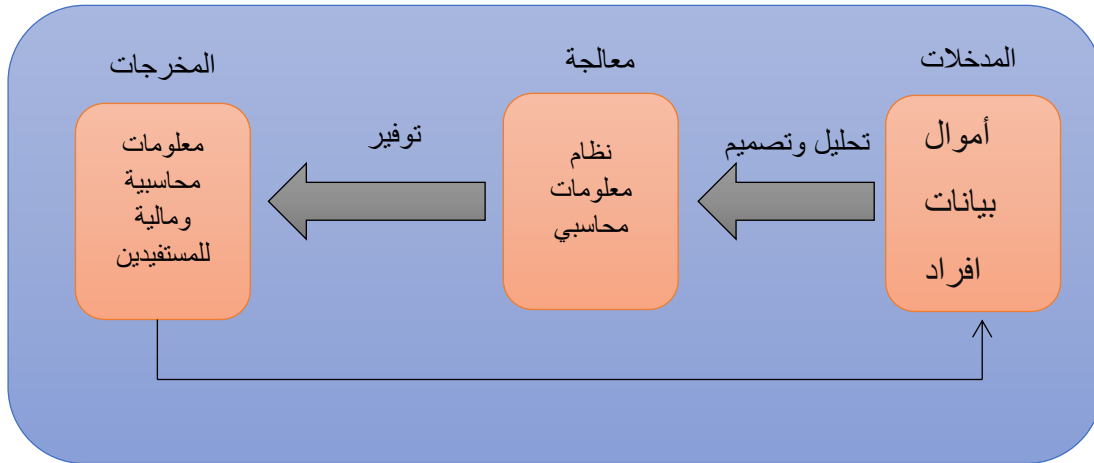 المدخلات
أموال
بيانات
افراد
تحليل وتصميم
معالجة
نظام
معلومات
محاسبي
توفير
المخرجات
معلومات
محاسبية
ومالية
للمستفيدين